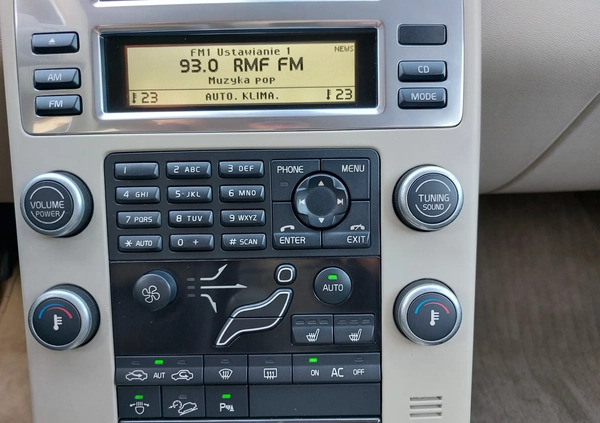 FM1 Ustawianie 1 NEWS
93.0 RMF FM
Muzyka pop
23 AUTO. KLIMA. 23
AM
FM
CD
MODE
VOLUME
POWER
1 2 ABC 3 DEF
4 GHI 5-JKL 6 MNO
7 PQRS 8 TUV 9 WXYZ
* AUTO 0 + # SCAN
PHONE MENU
ENTER EXIT
TUNING
SOUND
AUTO
AUT
ON AC OFF
P